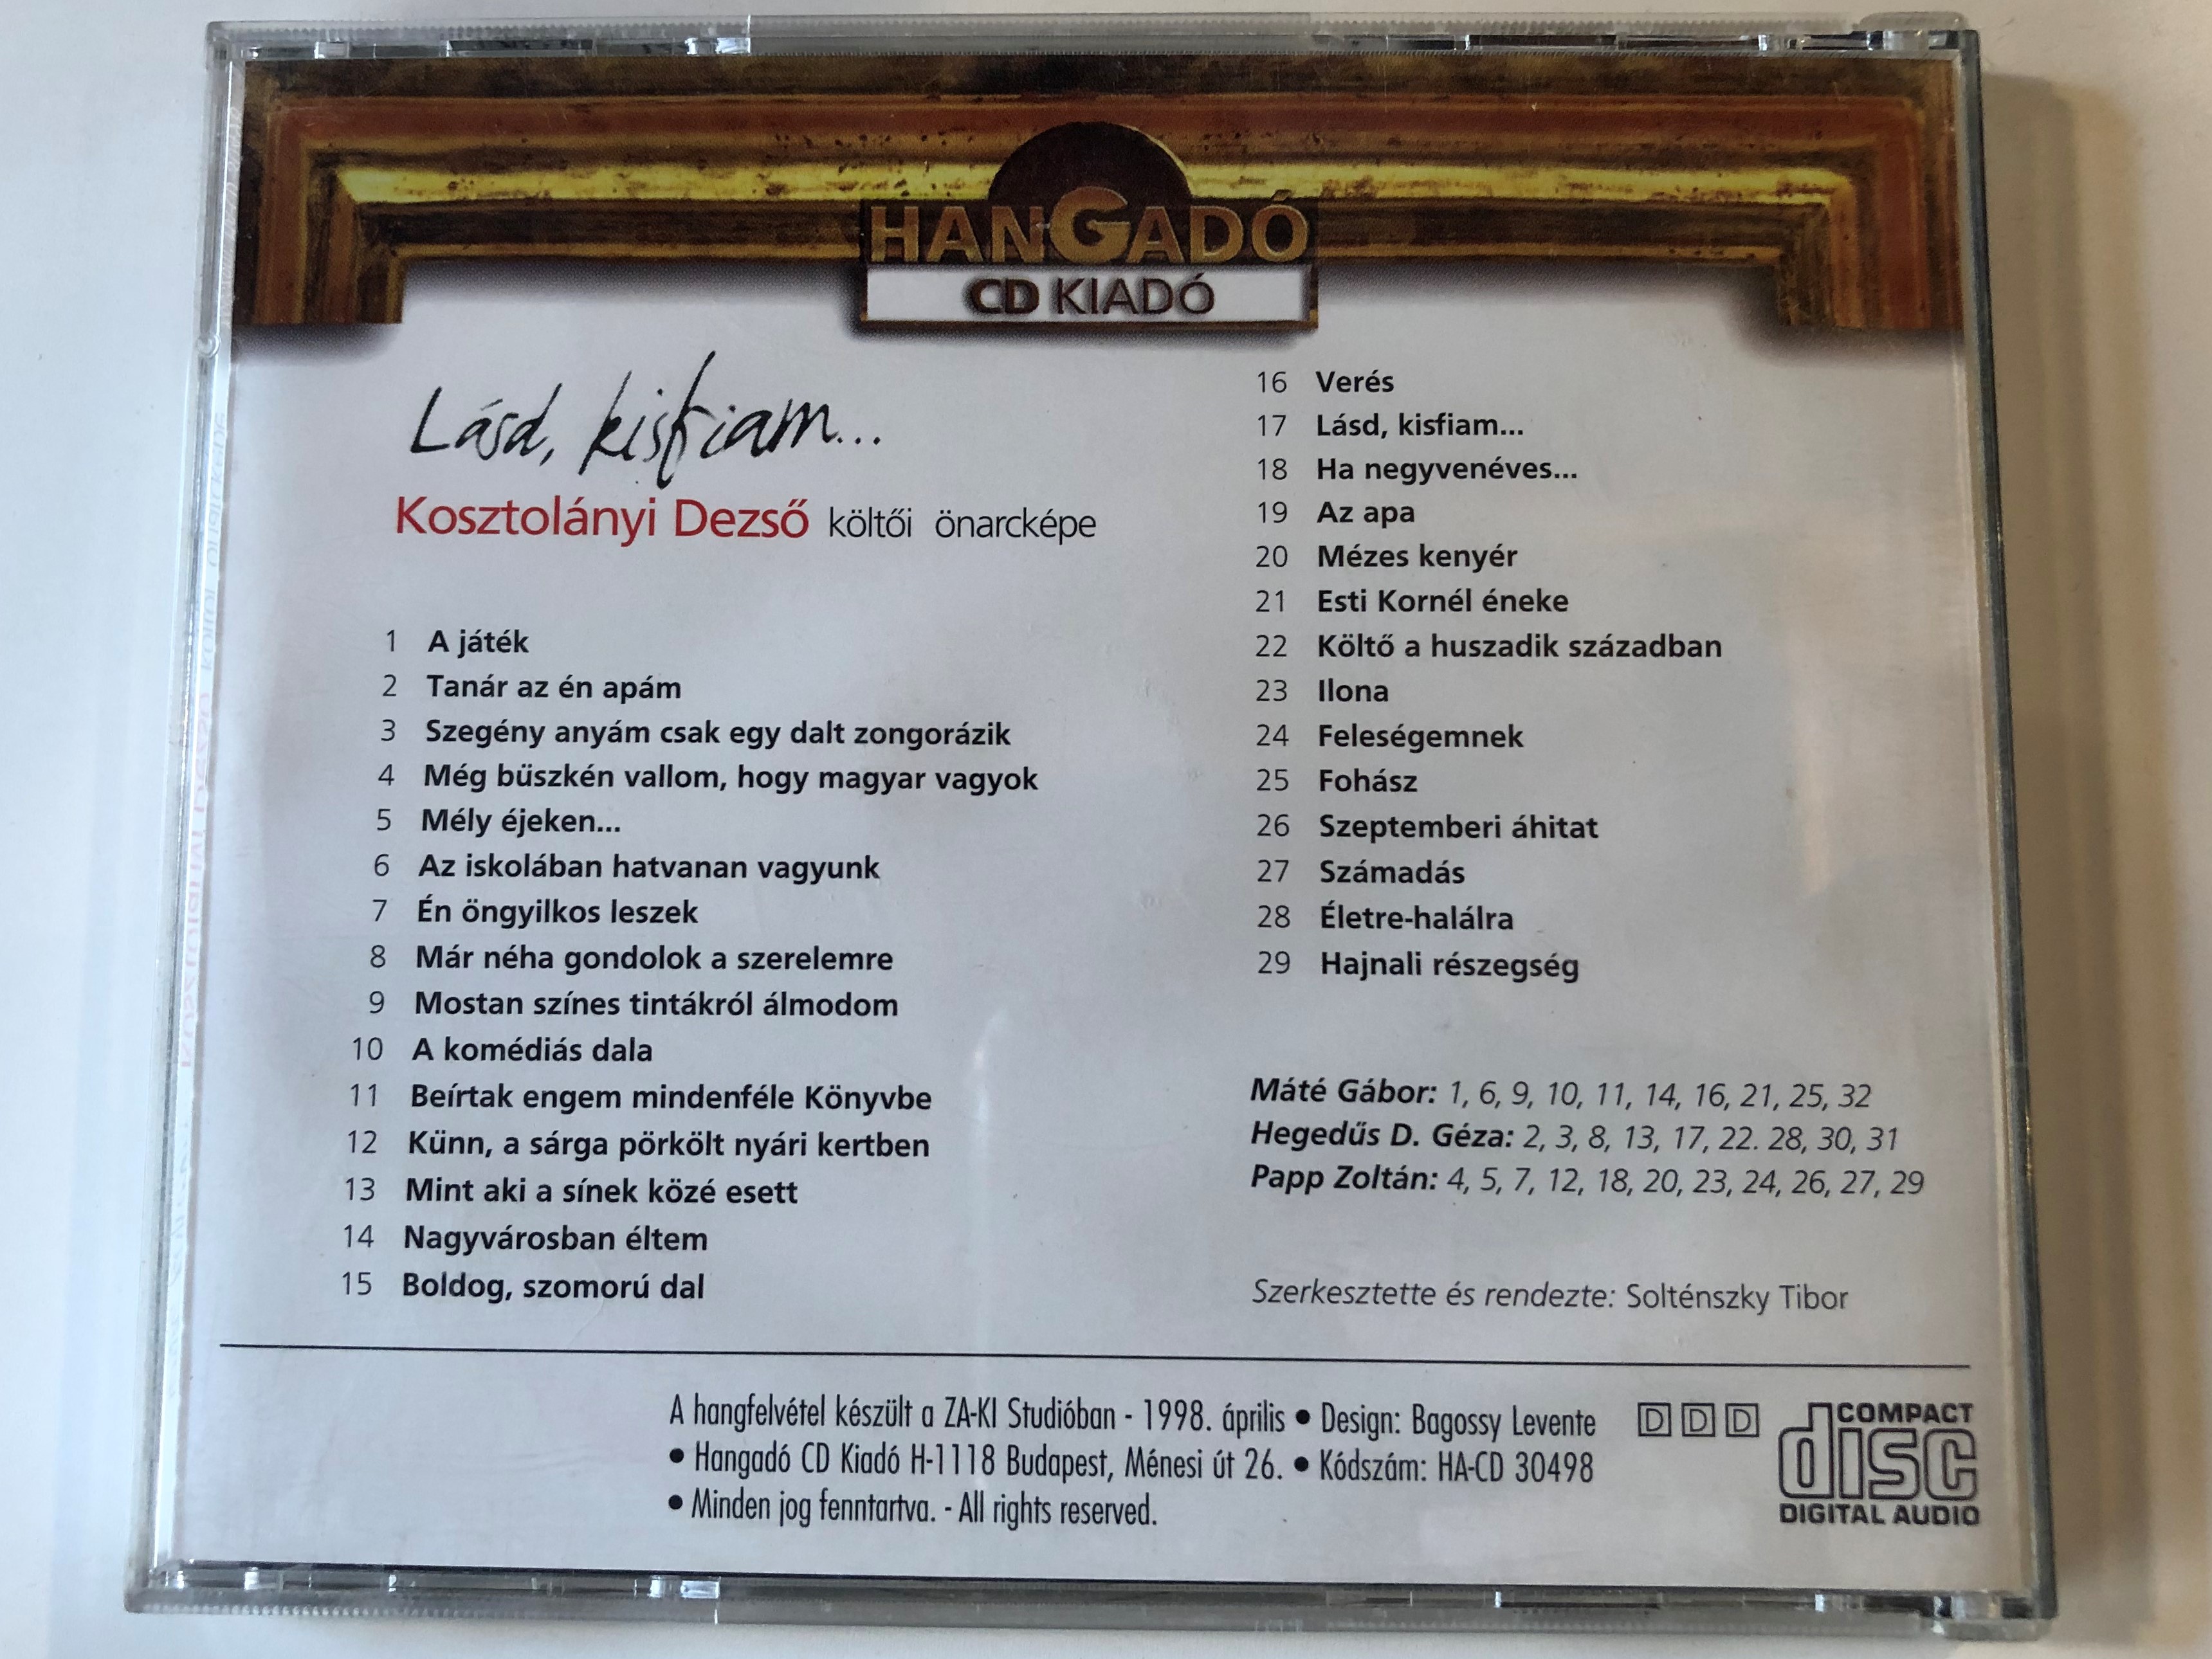 HANGADÓ
CD KIADÓ
Lásd, kisfiam...
Kosztolányi Dezső költői önarcképe
1 A játék
2 Tanár az én apám
3 Szegény anyám csak egy dalt zongorázik
4 Még büszkén vallom, hogy magyar vagyok
5 Mély éjeken...
6 Az iskolában hatvanan vagyunk
7 Én öngyilkos leszek
8 Már néha gondolok a szerelemre
9 Mostan színes tintákról álmodom
10 A komédiás dala
11 Beírtak engem mindenféle Könyvbe
12 Künn, a sárga pörkölt nyári kertben
13 Mint aki a sínek közé esett
14 Nagyvárosban éltem
15 Boldog, szomorú dal
16 Verés
17 Lásd, kisfiam...
18 Ha negyvenéves...
19 Az apa
20 Mézes kenyér
21 Esti Kornél éneke
22 Költő a huszadik században
23 Ilona
24 Feleségemnek
25 Fohász
26 Szeptemberi áhitat
27 Számadás
28 Életre-halálra
29 Hajnali részegség
Máté Gábor: 1, 6, 9, 10, 11, 14, 16, 21, 25, 32
Hegedűs D. Géza: 2, 3, 8, 13, 17, 22. 28, 30, 31
Papp Zoltán: 4, 5, 7, 12, 18, 20, 23, 24, 26, 27, 29
Szerkesztette és rendezte: Solténszky Tibor
A hangfelvétel készült a ZA-KI Studióban - 1998. április • Design: Bagossy Levente
• Hangadó CD Kiadó H-1118 Budapest, Ménesi út 26. • Kódszám: HA-CD 30498
• Minden jog fenntartva. - All rights reserved.
D D D
COMPACT
disc
DIGITAL AUDIO